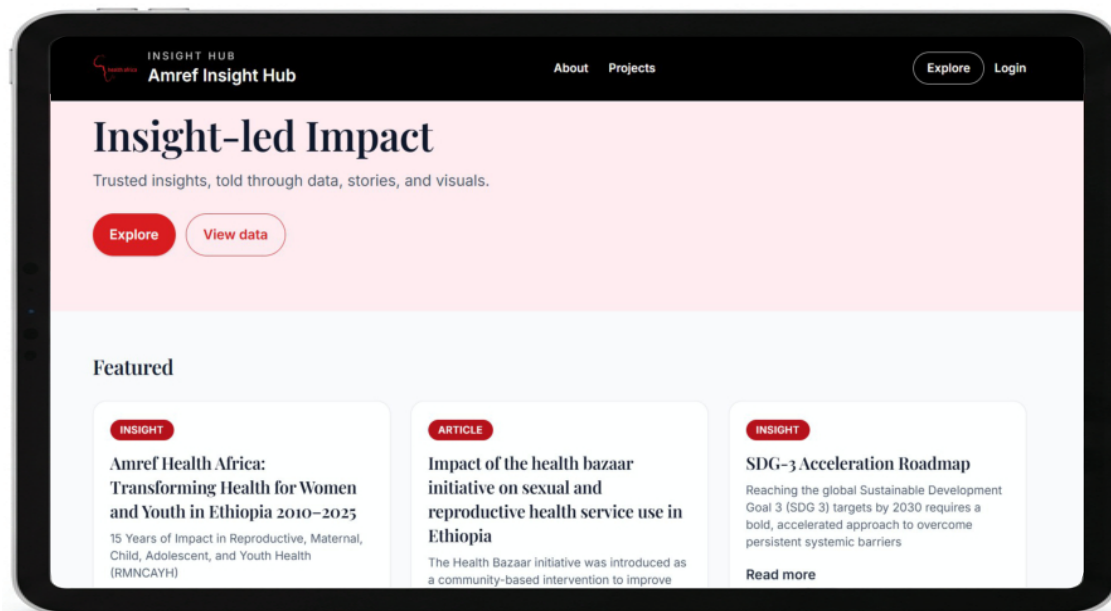 health africa
INSIGHT HUB
Amref Insight Hub
About
Projects
Explore
Login
Insight-led Impact
Trusted insights, told through data, stories, and visuals.
Explore
View data
Featured
INSIGHT
Amref Health Africa:
Transforming Health for Women
and Youth in Ethiopia 2010–2025
15 Years of Impact in Reproductive, Maternal,
Child, Adolescent, and Youth Health
(RMNCAYH)
ARTICLE
Impact of the health bazaar
initiative on sexual and
reproductive health service use in
Ethiopia
The Health Bazaar initiative was introduced as
a community-based intervention to improve
INSIGHT
SDG-3 Acceleration Roadmap
Reaching the global Sustainable Development
Goal 3 (SDG 3) targets by 2030 requires a
bold, accelerated approach to overcome
persistent systemic barriers
Read more